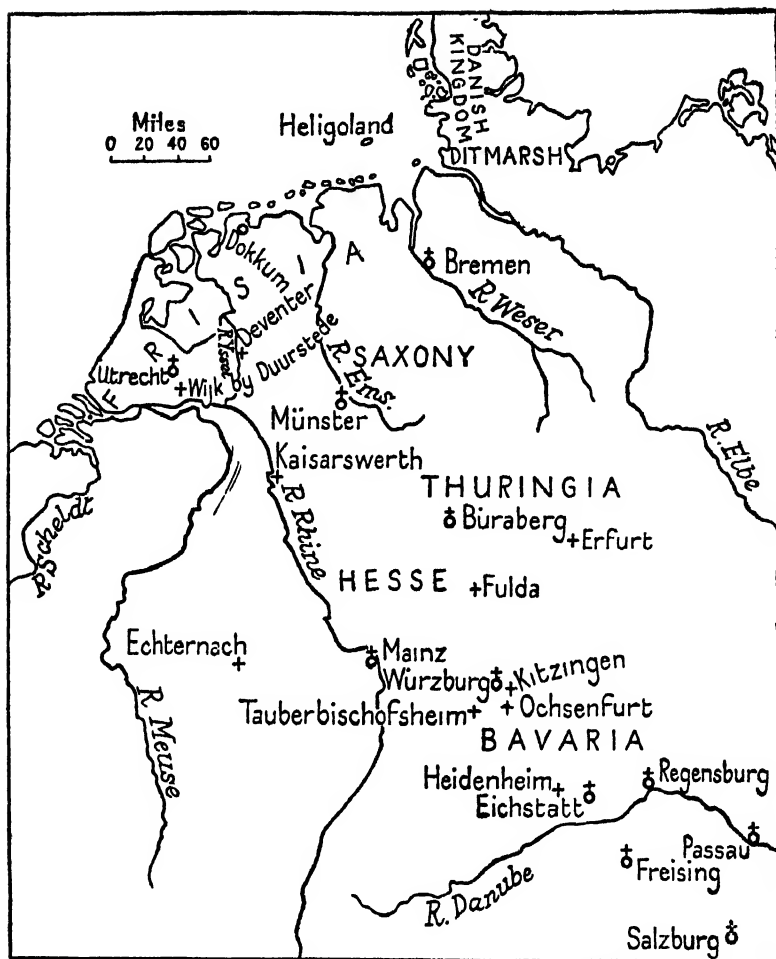 DANISH
KINGDOM
Miles
0 20 40 60
Heligoland
DITMARSH
Dokkum
FRISIA
Bremen
R Weser
Deventer
R Yssel
SAXONY
R. Ems.
Utrecht
Wijk by Duurstede
Münster
R. Elbe
Kaisarswerth
THURINGIA
R Scheldt
R Rhine
Büraberg
Erfurt
HESSE
Fulda
Echternach
Mainz
Würzburg
Kitzingen
Tauberbischofsheim
Ochsenfurt
R Meuse
BAVARIA
Heidenheim
Regensburg
Eichstatt
Passau
Freising
R. Danube
Salzburg